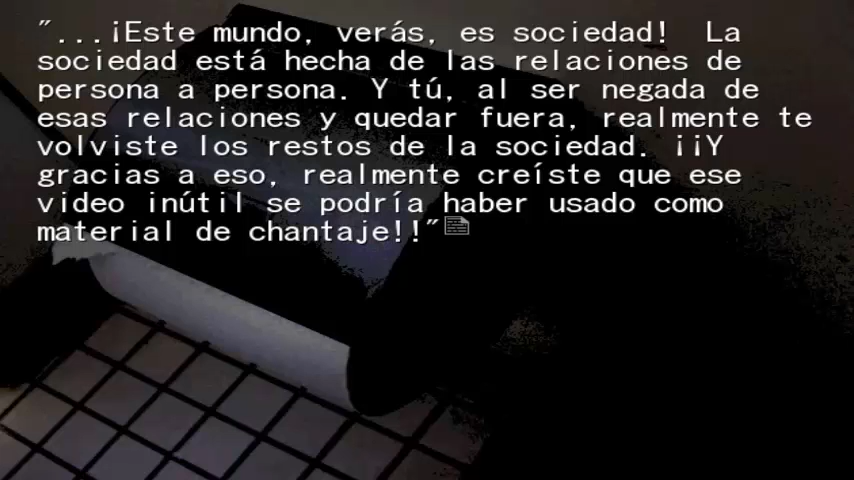 "...¡Este mundo, verás, es sociedad!  La
sociedad está hecha de las relaciones de
persona a persona. Y tú, al ser negada de
esas relaciones y quedar fuera, realmente te
volviste los restos de la sociedad. ¡¡Y
gracias a eso, realmente creíste que ese
video inútil se podría haber usado como
material de chantaje!!"